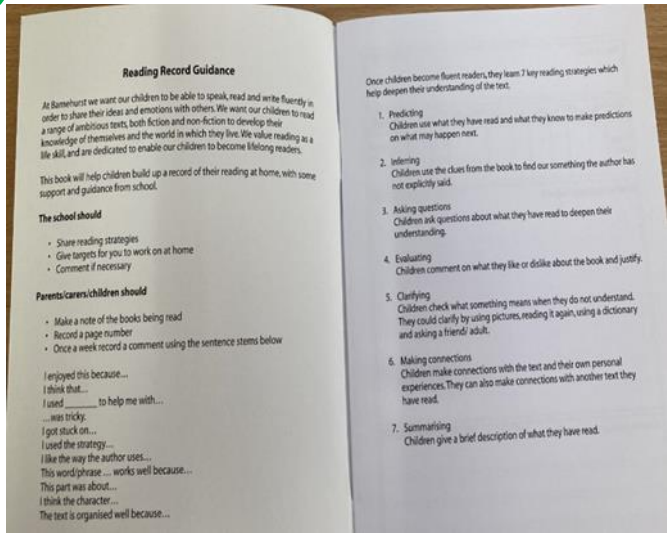 Reading Record Guidance
At Barnehurst we want our children to be able to speak, read and write fluently in
order to share their ideas and emotions with others. We want our children to read
a range of ambitious texts, both fiction and non-fiction to develop their
knowledge of themselves and the world in which they live. We value reading as a
life skill, and are dedicated to enable our children to become lifelong readers.
This book will help children build up a record of their reading at home, with some
support and guidance from school.
The school should
• Share reading strategies
• Give targets for you to work on at home
• Comment if necessary
Parents/carers/children should
• Make a note of the books being read
• Record a page number
• Once a week record a comment using the sentence stems below
I enjoyed this because...
I think that...
I used ______ to help me with...
...was tricky.
I got stuck on...
I used the strategy...
I like the way the author uses...
This word/phrase ... works well because...
This part was about...
I think the character...
The text is organised well because...
Once children become fluent readers, they learn 7 key reading strategies which
help deepen their understanding of the text.
1. Predicting
Children use what they have read and what they know to make predictions
on what may happen next.
2. Inferring
Children use the clues from the book to find our something the author has
not explicitly said.
3. Asking questions
Children ask questions about what they have read to deepen their
understanding.
4. Evaluating
Children comment on what they like or dislike about the book and justify.
5. Clarifying
Children check what something means when they do not understand.
They could clarify by using pictures, reading it again, using a dictionary
and asking a friend/ adult.
6. Making connections
Children make connections with the text and their own personal
experiences. They can also make connections with another text they
have read.
7. Summarising
Children give a brief description of what they have read.